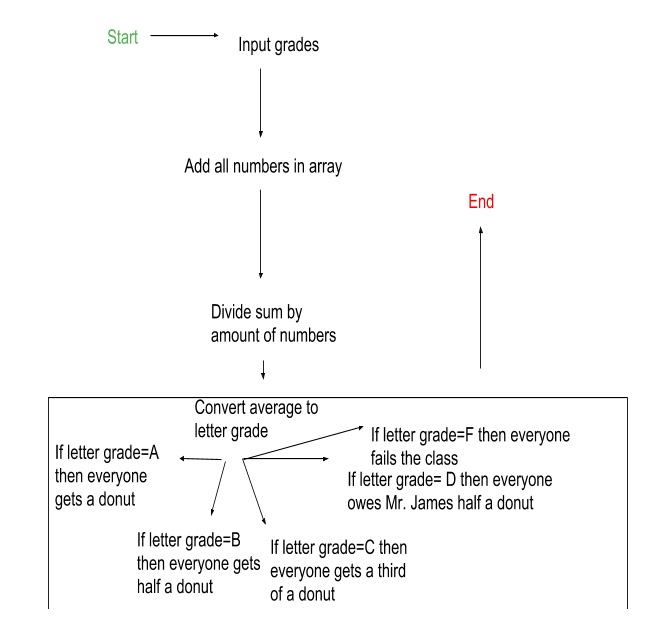 Start
Input grades
Add all numbers in array
End
Divide sum by
amount of numbers
Convert average to
letter grade
If letter grade=A
then everyone
gets a donut
If letter grade=B
then everyone gets
half a donut
If letter grade=C then
everyone gets a third
of a donut
If letter grade=F then everyone
fails the class
If letter grade= D then everyone
owes Mr. James half a donut